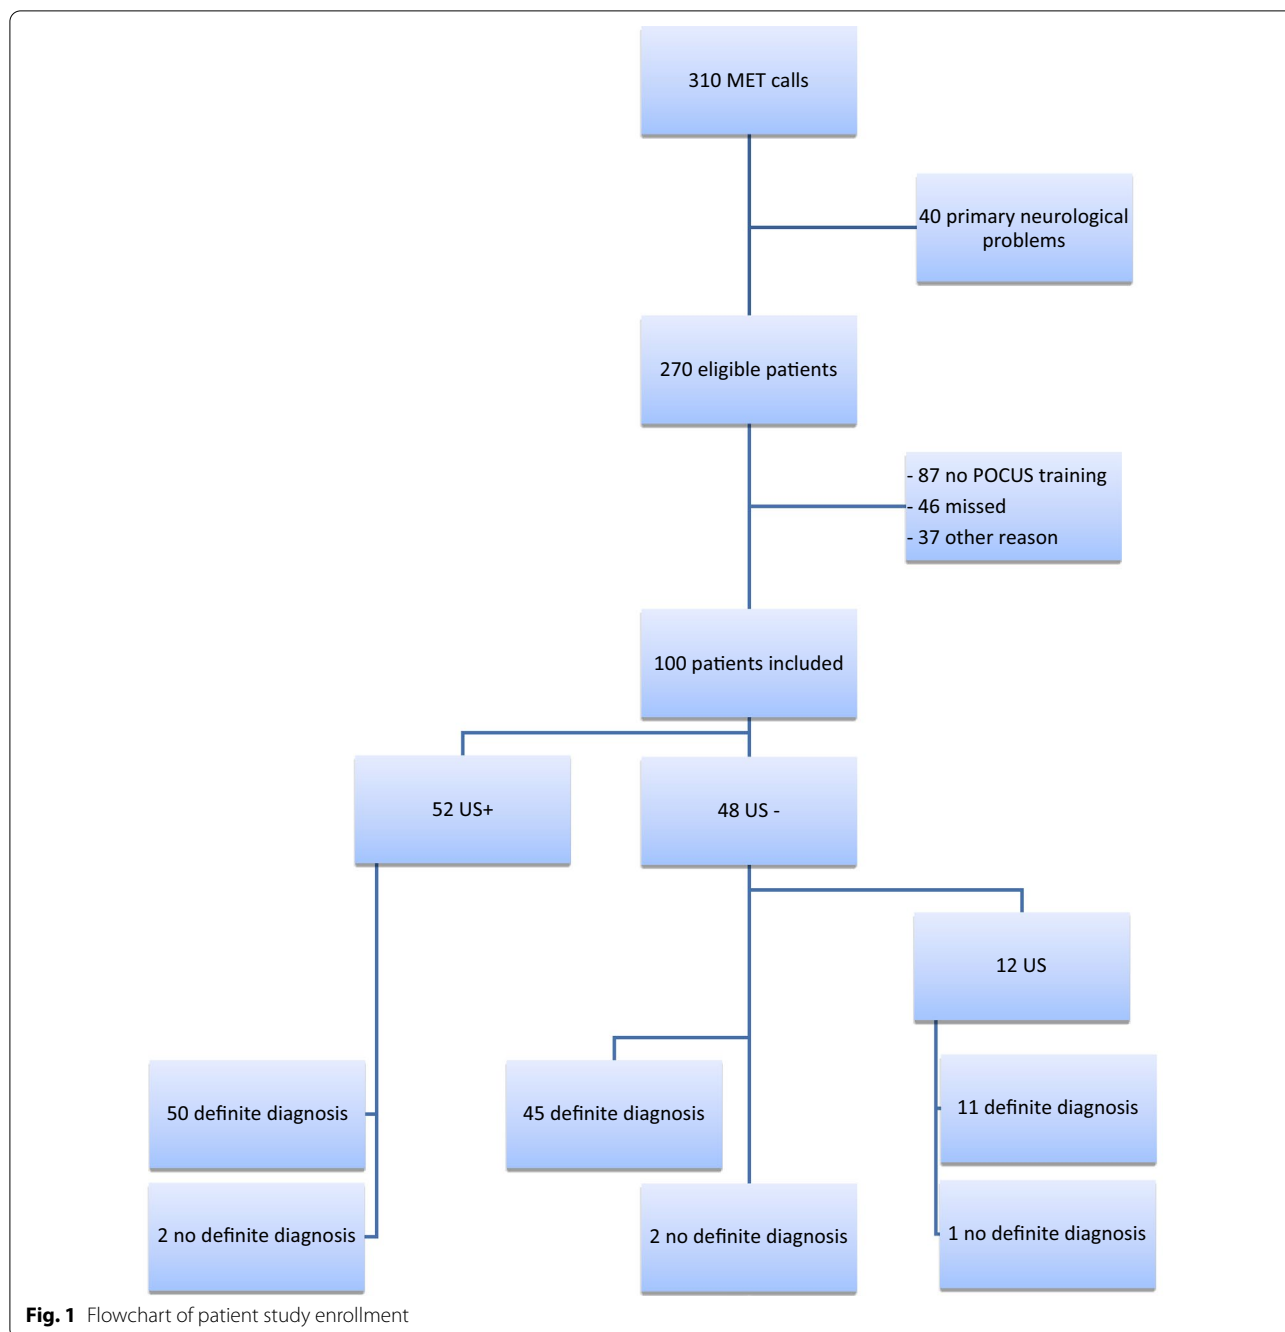 310 MET calls
40 primary neurological
problems
270 eligible patients
- 87 no POCUS training
- 46 missed
- 37 other reason
100 patients included
52 US+
48 US -
12 US
50 definite diagnosis
45 definite diagnosis
11 definite diagnosis
2 no definite diagnosis
2 no definite diagnosis
1 no definite diagnosis
Fig. 1 Flowchart of patient study enrollment